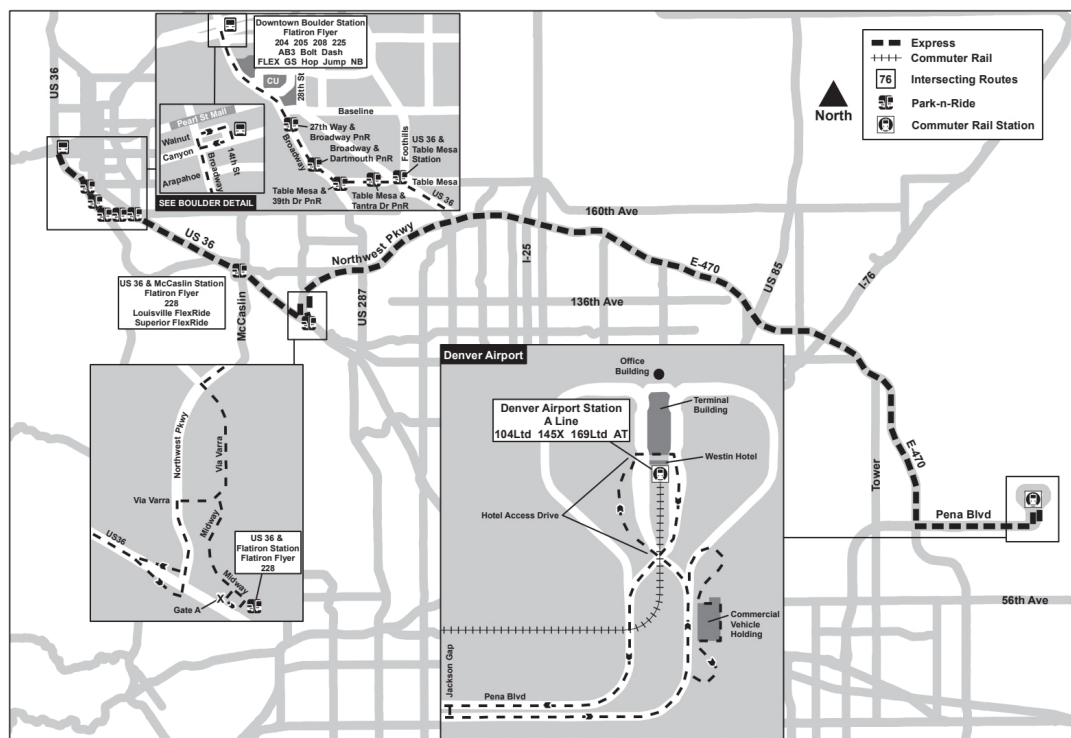 Downtown Boulder Station
Flatiron Flyer
204 205 208 225
AB3 Bolt Dash
FLEX GS Hop Jump NB
CU
28th St
Baseline
27th Way &
Broadway PnR
Broadway &
Dartmouth PnR
Broadway
Foothills
US 36 &
Table Mesa
Station
Table Mesa
Table Mesa &
39th Dr PnR
Table Mesa &
Tantra Dr PnR
US 36
Pearl St Mall
Walnut
Canyon
Arapahoe
Broadway
14th St
SEE BOULDER DETAIL
Express
Commuter Rail
76
Intersecting Routes
Park-n-Ride
Commuter Rail Station
North
US 36
US 36
Northwest Pkwy
160th Ave
I-25
E-470
US 85
I-76
136th Ave
US 287
McCaslin
US 36 & McCaslin Station
Flatiron Flyer
228
Louisville FlexRide
Superior FlexRide
E-470
Tower
Pena Blvd
56th Ave
Northwest Pkwy
Via Varra
Via Varra
Midway
Midway
US36
US 36 &
Flatiron Station
Flatiron Flyer
228
X
Gate A
Denver Airport
Office
Building
Terminal
Building
Denver Airport Station
A Line
104Ltd 145X 169Ltd AT
Westin Hotel
Hotel Access Drive
Commercial
Vehicle
Holding
Jackson Gap
Pena Blvd